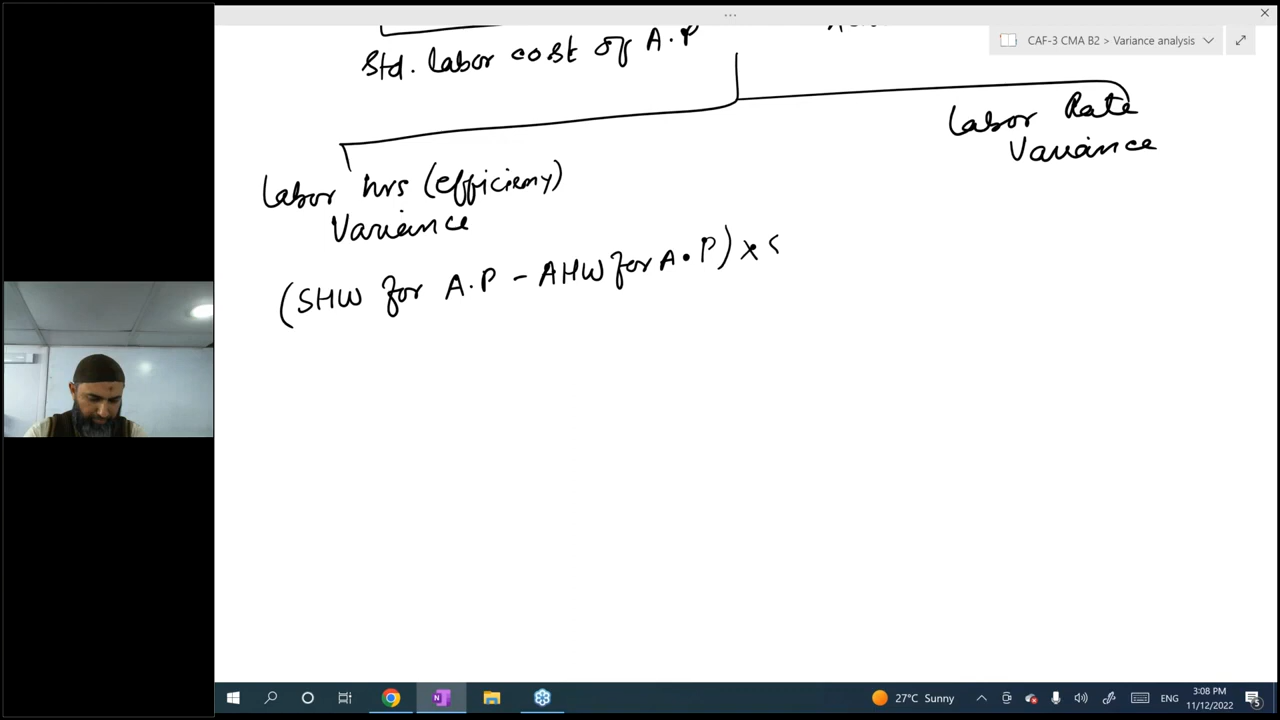 CAF-3 CMA B2 > Variance analysis
Std. labor cost of A.P
Labor Rate
Variance
Labor hrs (efficiency)
Variance
(SHW for A.P - AHW for A.P) x
27°C Sunny
ENG
3:08 PM
11/12/2022
5